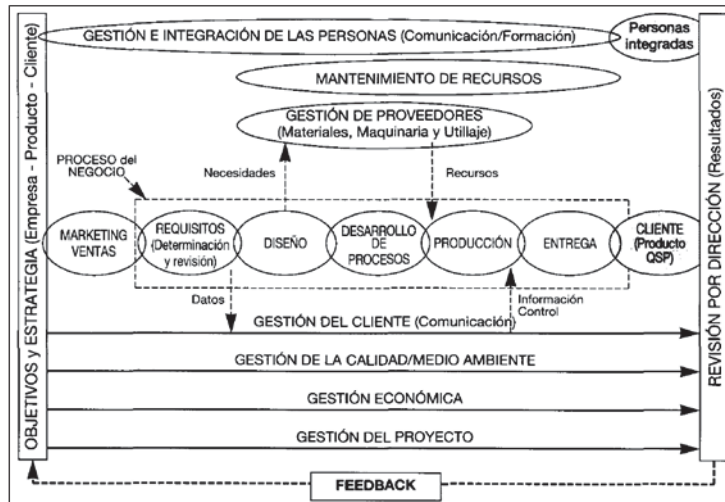 GESTIÓN E INTEGRACIÓN DE LAS PERSONAS (Comunicación/Formación)
Personas
integradas
MANTENIMIENTO DE RECURSOS
GESTIÓN DE PROVEEDORES
(Materiales, Maquinaria y Utillaje)
PROCESO del
NEGOCIO
Necesidades
Recursos
MARKETING
VENTAS
REQUISITOS
(Determinación
y revisión)
DISEÑO
DESARROLLO
DE
PROCESOS
PRODUCCIÓN
ENTREGA
CLIENTE
(Producto
QSP)
Datos
Información
Control
GESTIÓN DEL CLIENTE (Comunicación)
GESTIÓN DE LA CALIDAD/MEDIO AMBIENTE
GESTIÓN ECONÓMICA
GESTIÓN DEL PROYECTO
OBJETIVOS y ESTRATEGIA (Empresa - Producto - Cliente)
REVISIÓN POR DIRECCIÓN (Resultados)
FEEDBACK